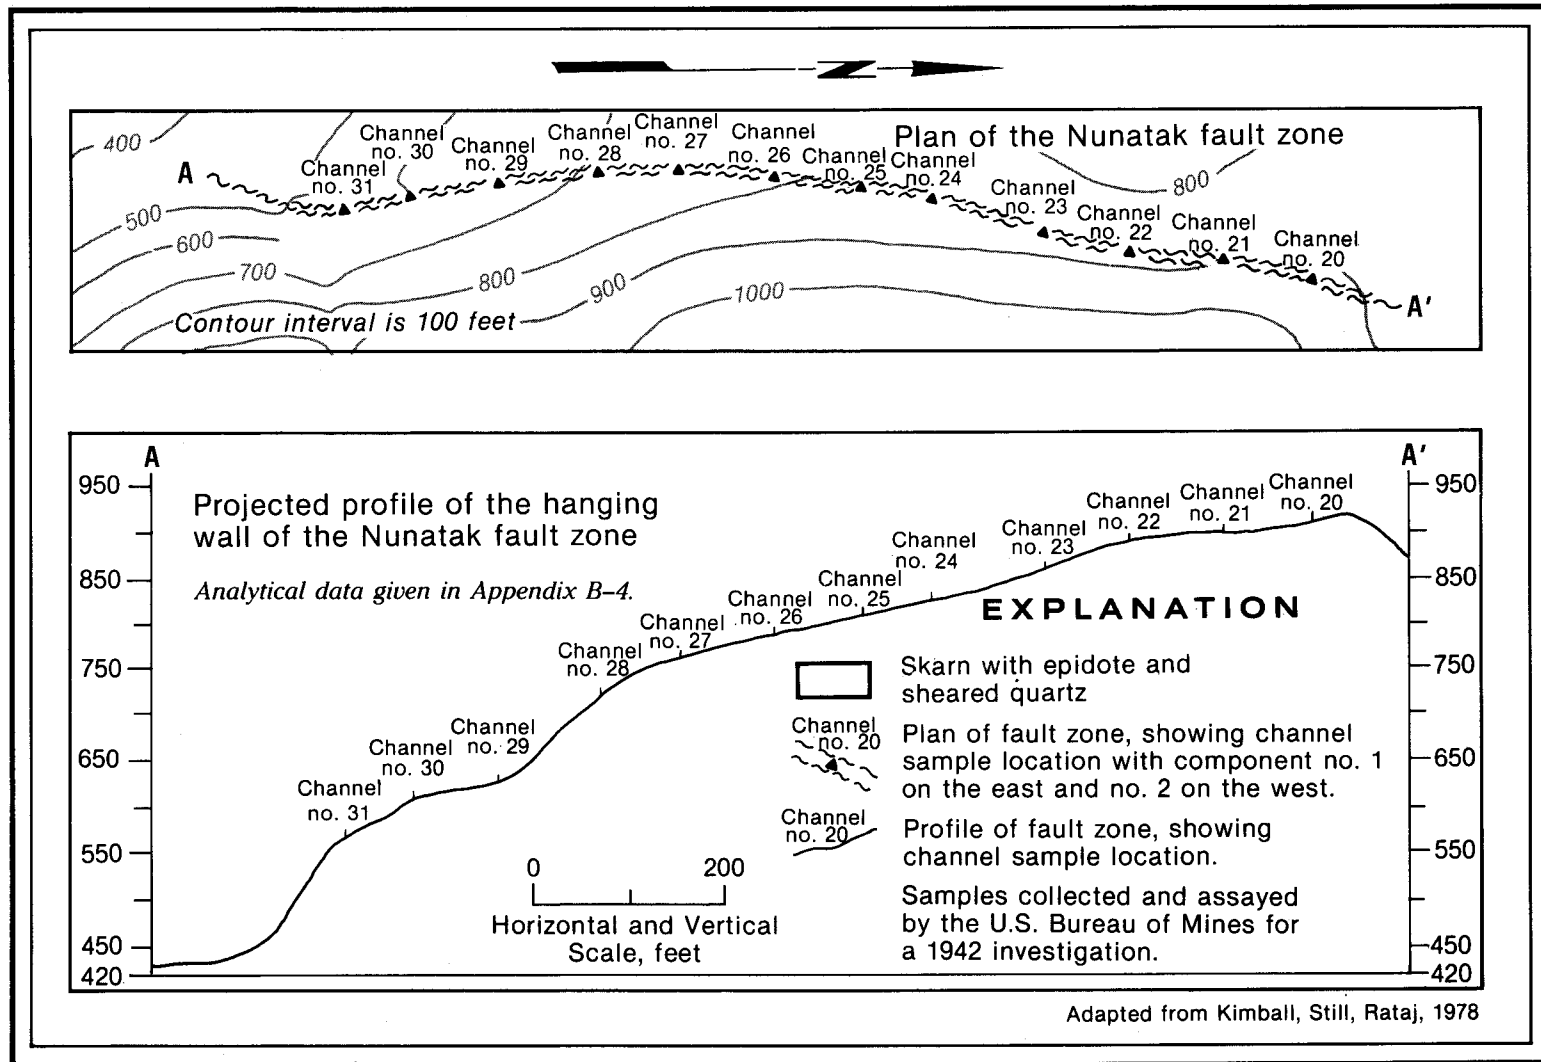 N
Plan of the Nunatak fault zone
400
500
600
700
800
900
1000
800
A
A'
Channel
no. 31
Channel
no. 30
Channel
no. 29
Channel
no. 28
Channel
no. 27
Channel
no. 26
Channel
no. 25
Channel
no. 24
Channel
no. 23
Channel
no. 22
Channel
no. 21
Channel
no. 20
Contour interval is 100 feet
A
A'
950
850
750
650
550
450
420
Projected profile of the hanging
wall of the Nunatak fault zone
Analytical data given in Appendix B-4.
Channel
no. 31
Channel
no. 30
Channel
no. 29
Channel
no. 28
Channel
no. 27
Channel
no. 26
Channel
no. 25
Channel
no. 24
Channel
no. 23
Channel
no. 22
Channel
no. 21
Channel
no. 20
950
850
750
650
550
450
420
0 200
Horizontal and Vertical
Scale, feet
EXPLANATION
Skarn with epidote and
sheared quartz
Channel
no. 20
Plan of fault zone, showing channel
sample location with component no. 1
on the east and no. 2 on the west.
Channel
no. 20
Profile of fault zone, showing
channel sample location.
Samples collected and assayed
by the U.S. Bureau of Mines for
a 1942 investigation.
Adapted from Kimball, Still, Rataj, 1978